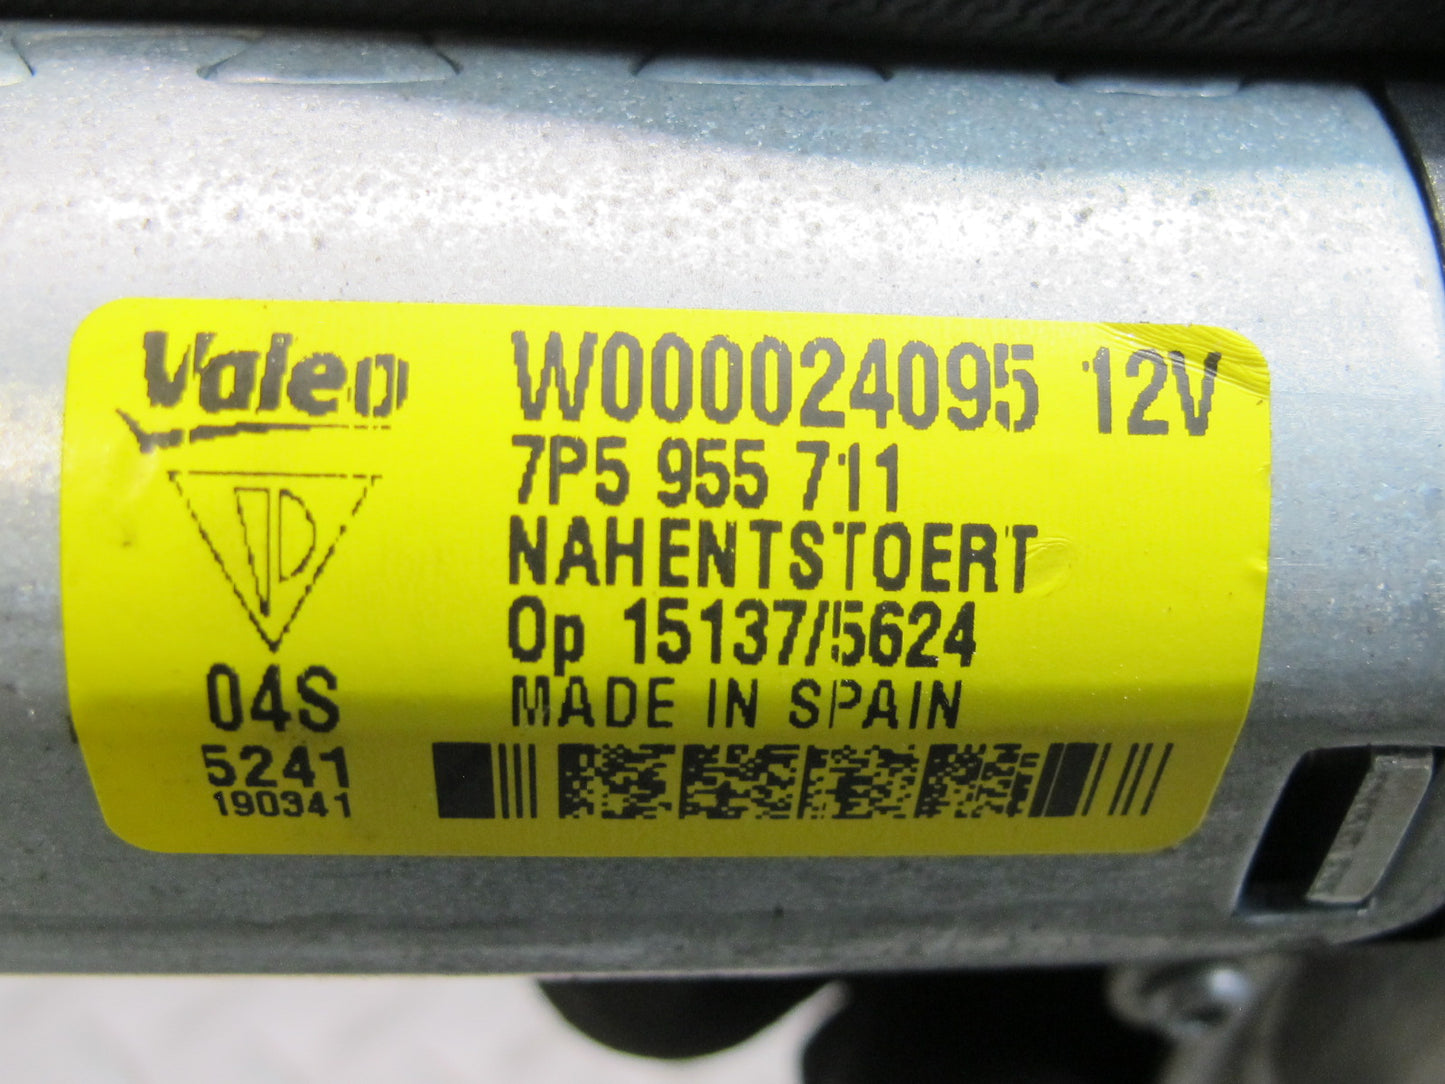 Valeo
W000024095 12V
7P5 955 711
NAHENTSTOERT
Op 15137/5624
MADE IN SPAIN
04S
5241
190341